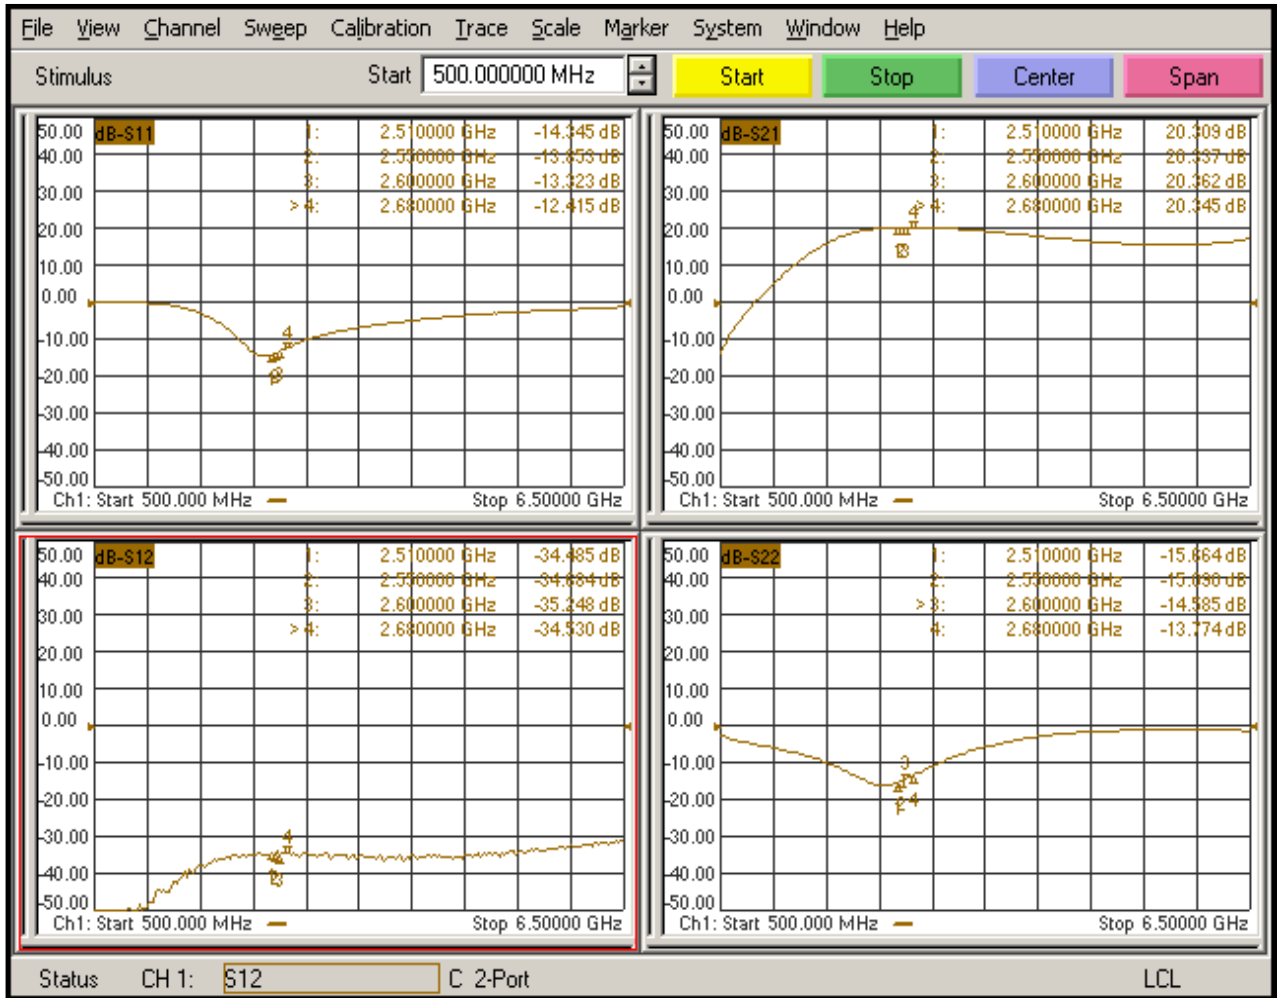 File View Channel Sweep Calibration Trace Scale Marker System Window Help
Stimulus Start 500.000000 MHz Start Stop Center Span
dB-S11
1: 2.510000 GHz -14.345 dB
2: 2.550000 GHz -13.853 dB
3: 2.600000 GHz -13.323 dB
> 4: 2.680000 GHz -12.415 dB
50.00
40.00
30.00
20.00
10.00
0.00
-10.00
-20.00
-30.00
-40.00
-50.00
4
Ch1: Start 500.000 MHz Stop 6.50000 GHz
dB-S21
1: 2.510000 GHz 20.309 dB
2: 2.550000 GHz 20.337 dB
3: 2.600000 GHz 20.362 dB
> 4: 2.680000 GHz 20.345 dB
50.00
40.00
30.00
20.00
10.00
0.00
-10.00
-20.00
-30.00
-40.00
-50.00
4
Ch1: Start 500.000 MHz Stop 6.50000 GHz
dB-S12
1: 2.510000 GHz -34.485 dB
2: 2.550000 GHz -34.684 dB
3: 2.600000 GHz -35.248 dB
> 4: 2.680000 GHz -34.530 dB
50.00
40.00
30.00
20.00
10.00
0.00
-10.00
-20.00
-30.00
-40.00
-50.00
4
Ch1: Start 500.000 MHz Stop 6.50000 GHz
dB-S22
1: 2.510000 GHz -15.664 dB
2: 2.550000 GHz -15.090 dB
> 3: 2.600000 GHz -14.585 dB
4: 2.680000 GHz -13.774 dB
50.00
40.00
30.00
20.00
10.00
0.00
-10.00
-20.00
-30.00
-40.00
-50.00
3
4
Ch1: Start 500.000 MHz Stop 6.50000 GHz
Status CH 1: S12 C 2-Port LCL